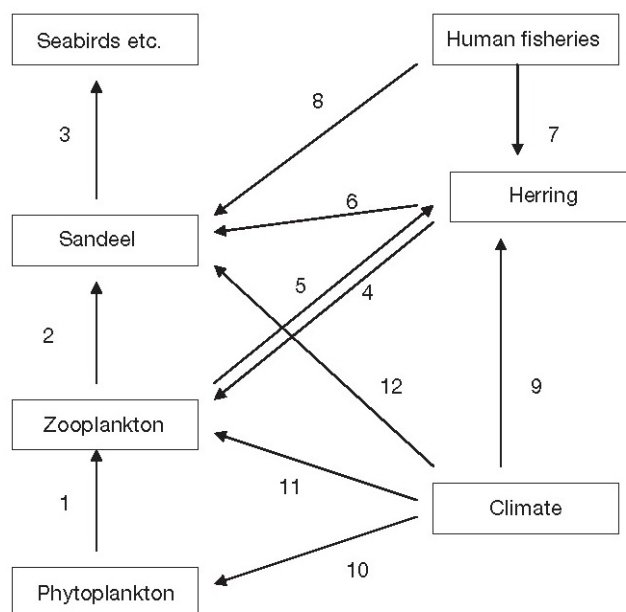 Seabirds etc.
Human fisheries
8
3
7
6
Herring
Sandeel
5
4
2
12
9
Zooplankton
11
1
Climate
10
Phytoplankton